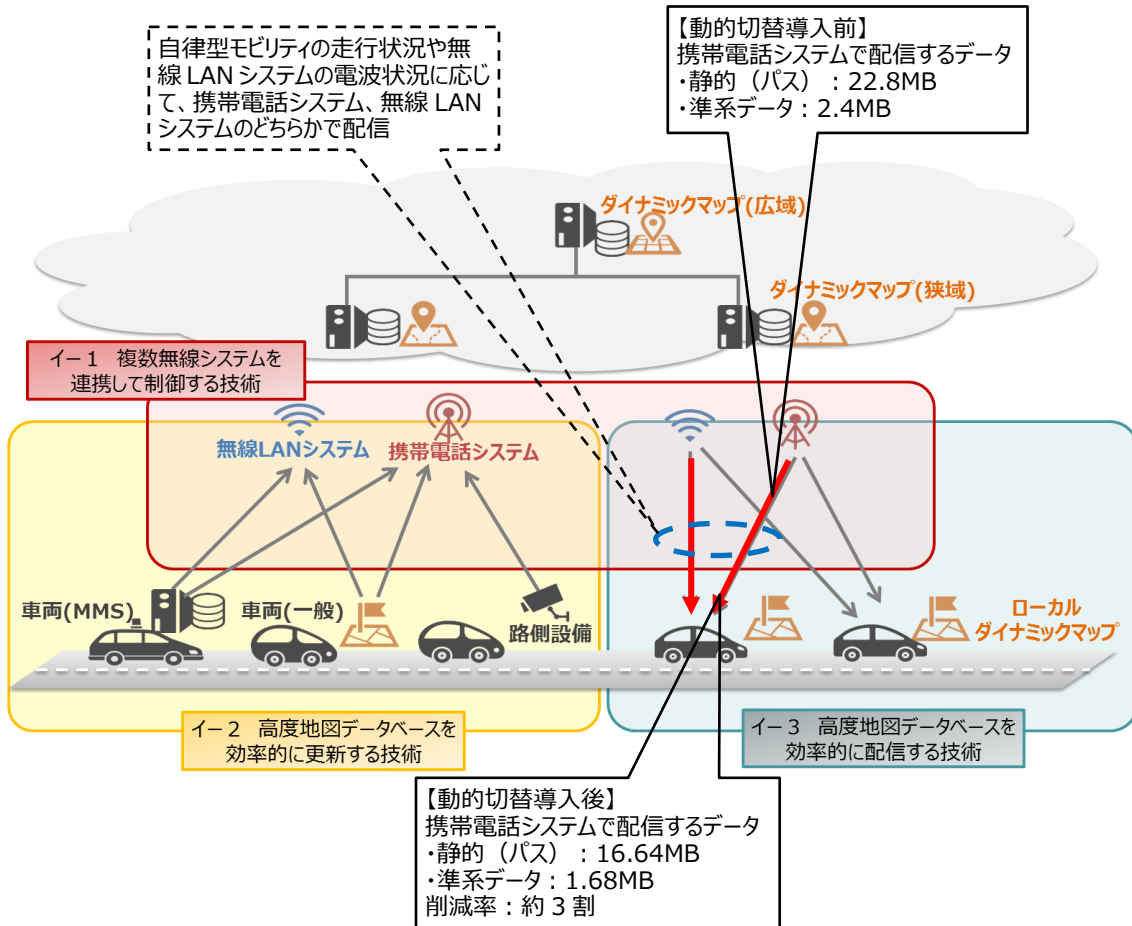 自律型モビリティの走行状況や無
線 LAN システムの電波状況に応じ
て、携帯電話システム、無線 LAN
システムのどちらかで配信
【動的切替導入前】
携帯電話システムで配信するデータ
・静的（パス）：22.8MB
・準系データ：2.4MB
ダイナミックマップ(広域)
ダイナミックマップ(狭域)
イー１ 複数無線システムを
連携して制御する技術
無線LANシステム
携帯電話システム
車両(MMS)
車両(一般)
路側設備
ローカル
ダイナミックマップ
イー２ 高度地図データベースを
効率的に更新する技術
イー３ 高度地図データベースを
効率的に配信する技術
【動的切替導入後】
携帯電話システムで配信するデータ
・静的（パス）：16.64MB
・準系データ：1.68MB
削減率：約３割